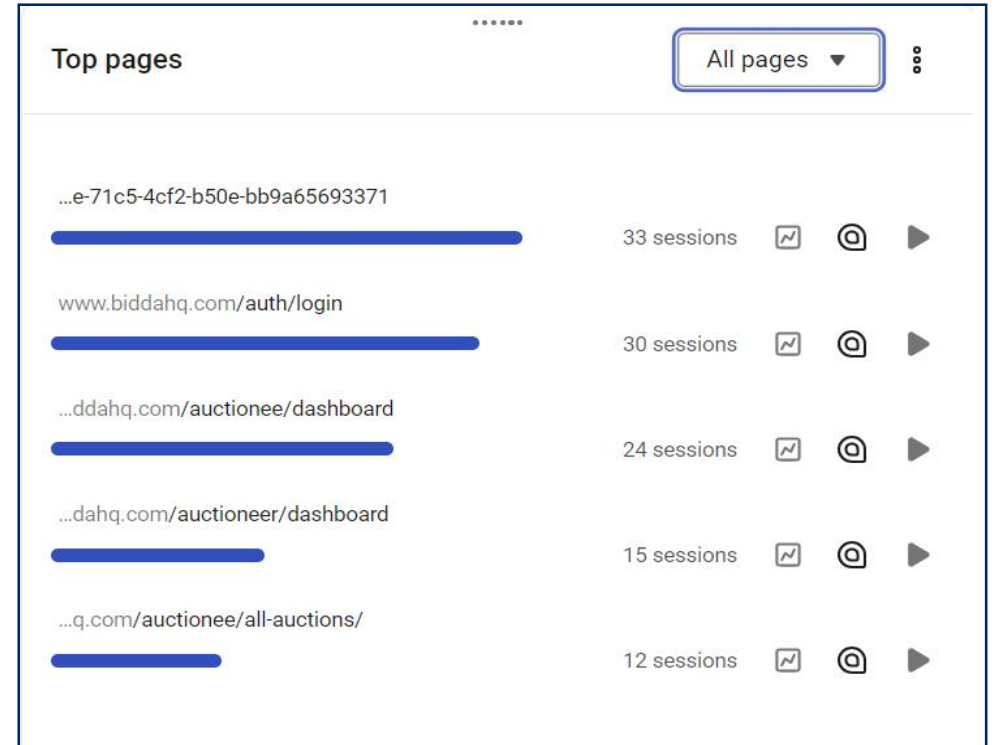 Top pages
All pages
...e-71c5-4cf2-b50e-bb9a65693371
33 sessions
www.biddahq.com/auth/login
30 sessions
...ddahq.com/auctionee/dashboard
24 sessions
...dahq.com/auctioneer/dashboard
15 sessions
...q.com/auctionee/all-auctions/
12 sessions